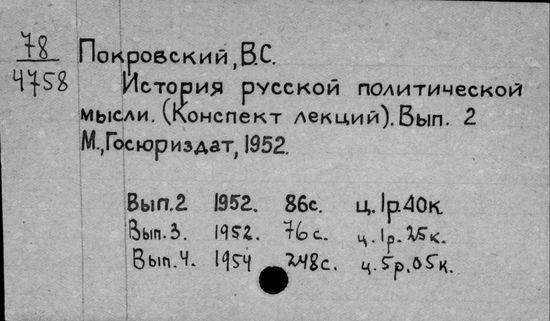 78
4758
Покровский, В.С.
История русской политической
мысли. (Конспект лекций). Вып. 2
М., Госюриздат, 1952.
Вып. 2 1952. 86с. ц. 1р. 40к.
Вып. 3. 1952. 76с. ц. 1р. 25к.
Вып. 4. 1954 248с. ц. 5р. 05к.